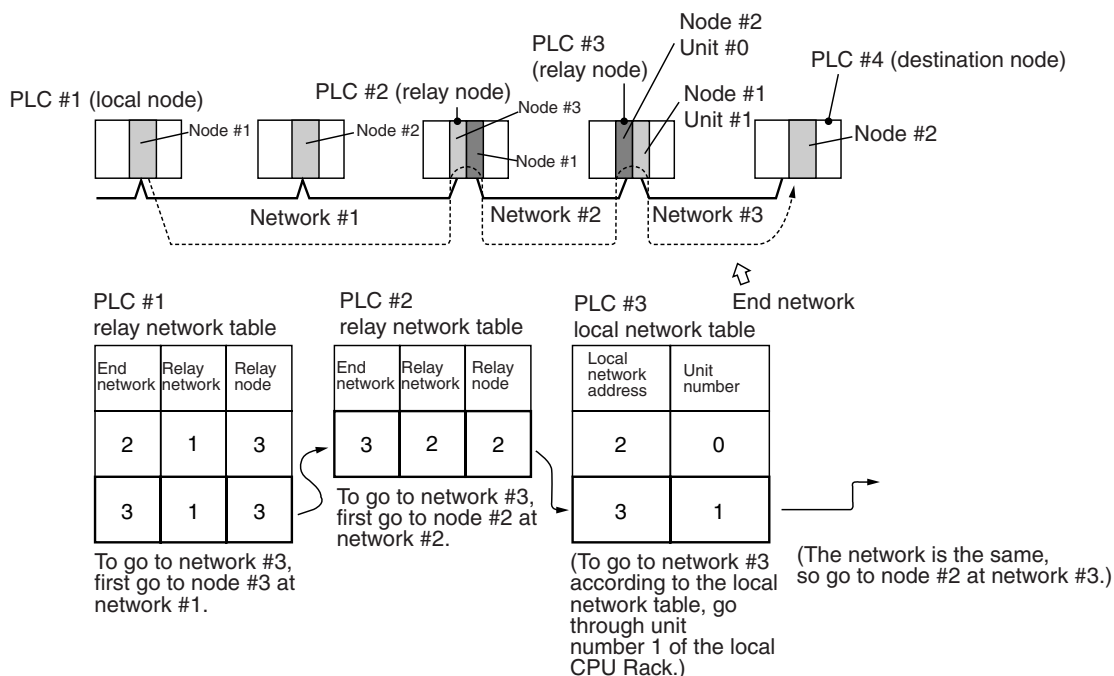 Node #2
Unit #0
PLC #3
(relay node)
PLC #4 (destination node)
PLC #1 (local node)
PLC #2 (relay node)
Node #1
Unit #1
Node #1
Node #2
Node #3
Node #1
Node #2
Network #1
Network #2
Network #3
End network
PLC #1
relay network table
End
network
Relay
network
Relay
node
2 1 3
3 1 3
To go to network #3,
first go to node #3 at
network #1.
PLC #2
relay network table
End
network
Relay
network
Relay
node
3 2 2
To go to network #3,
first go to node #2 at
network #2.
PLC #3
local network table
Local
network
address
Unit
number
2 0
3 1
(To go to network #3
according to the local
network table, go
through unit
number 1 of the local
CPU Rack.)
(The network is the same,
so go to node #2 at network #3.)